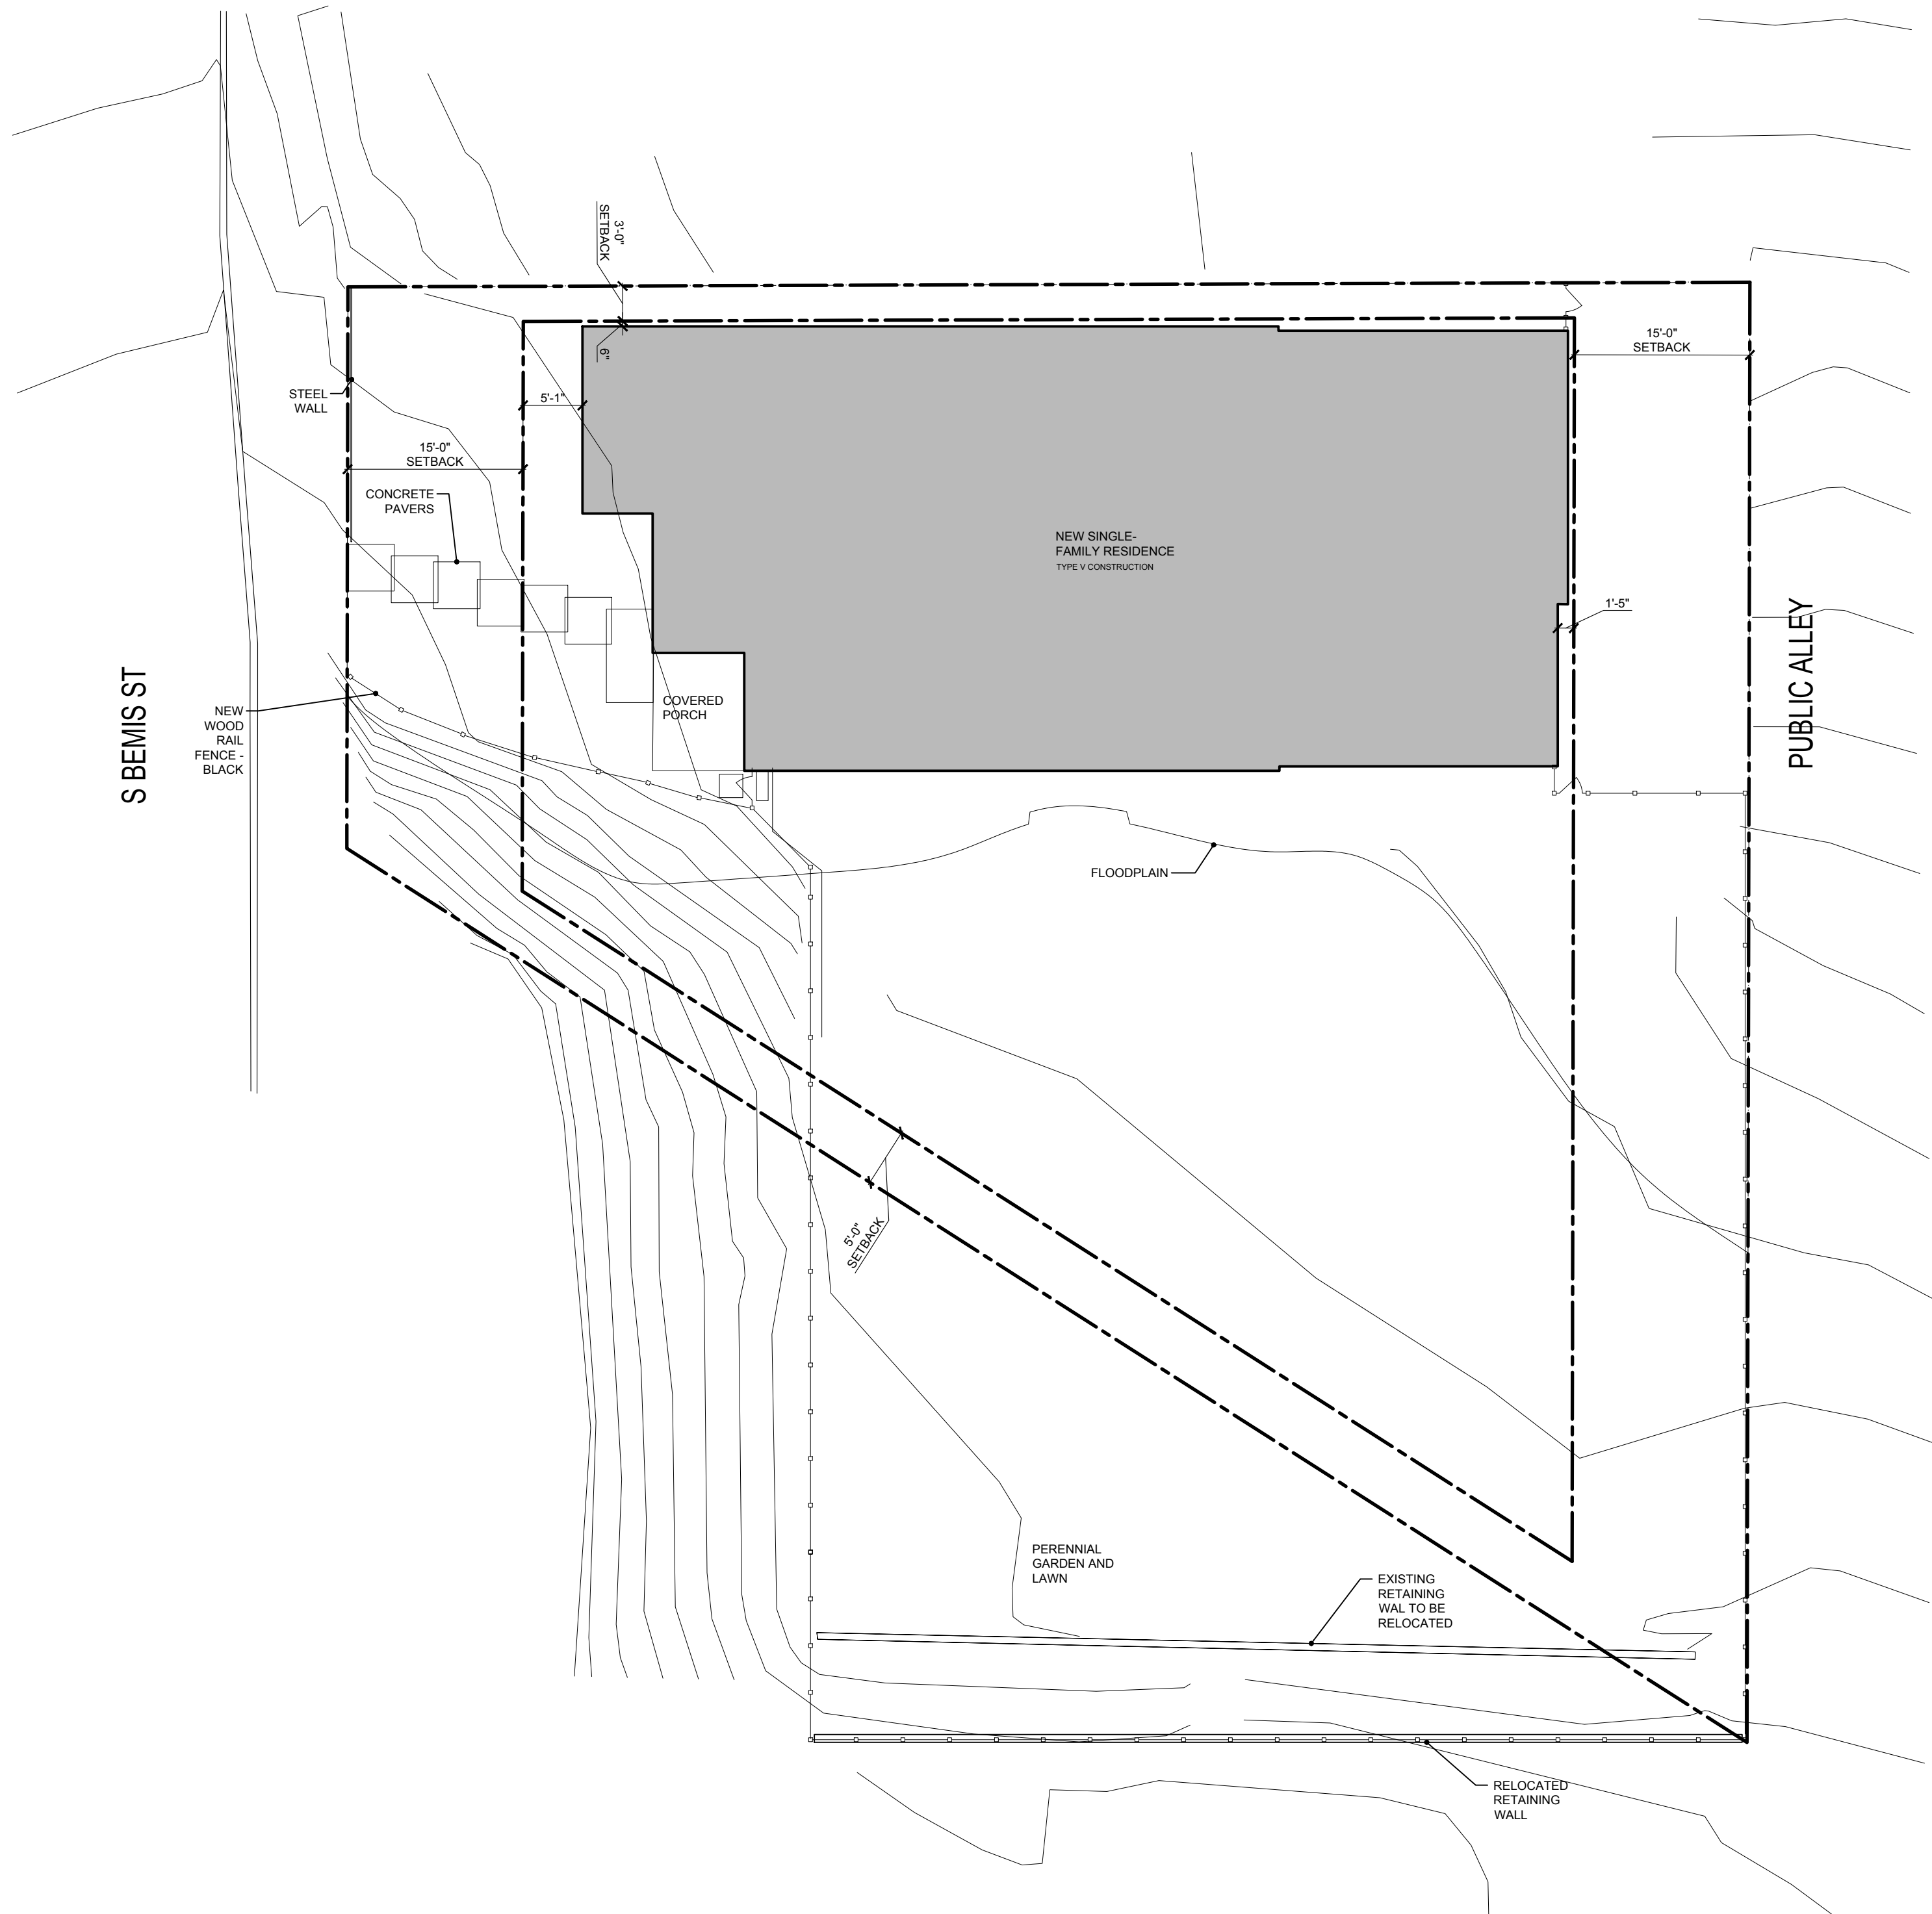 3'-0"
SETBACK
6"
15'-0"
SETBACK
STEEL
WALL
5'-1"
15'-0"
SETBACK
CONCRETE
PAVERS
NEW SINGLE-
FAMILY RESIDENCE
TYPE V CONSTRUCTION
1'-5"
S BEMIS ST
PUBLIC ALLEY
NEW
WOOD
RAIL
FENCE -
BLACK
COVERED
PORCH
FLOODPLAIN
5'-0"
SETBACK
PERENNIAL
GARDEN AND
LAWN
EXISTING
RETAINING
WAL TO BE
RELOCATED
RELOCATED
RETAINING
WALL